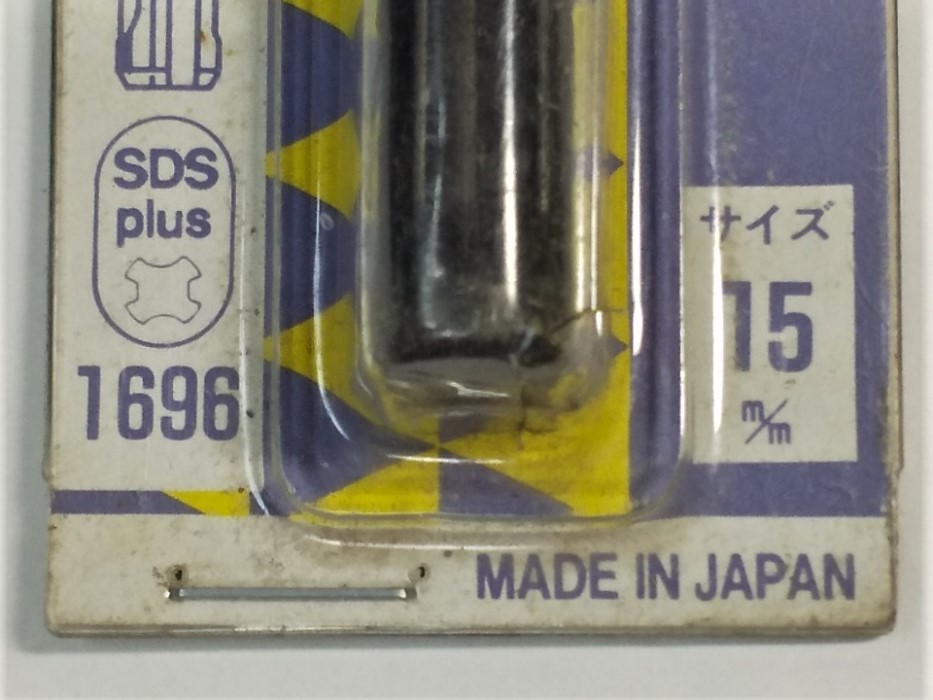 SDS
plus
1696
サイズ
15
m/m
MADE IN JAPAN